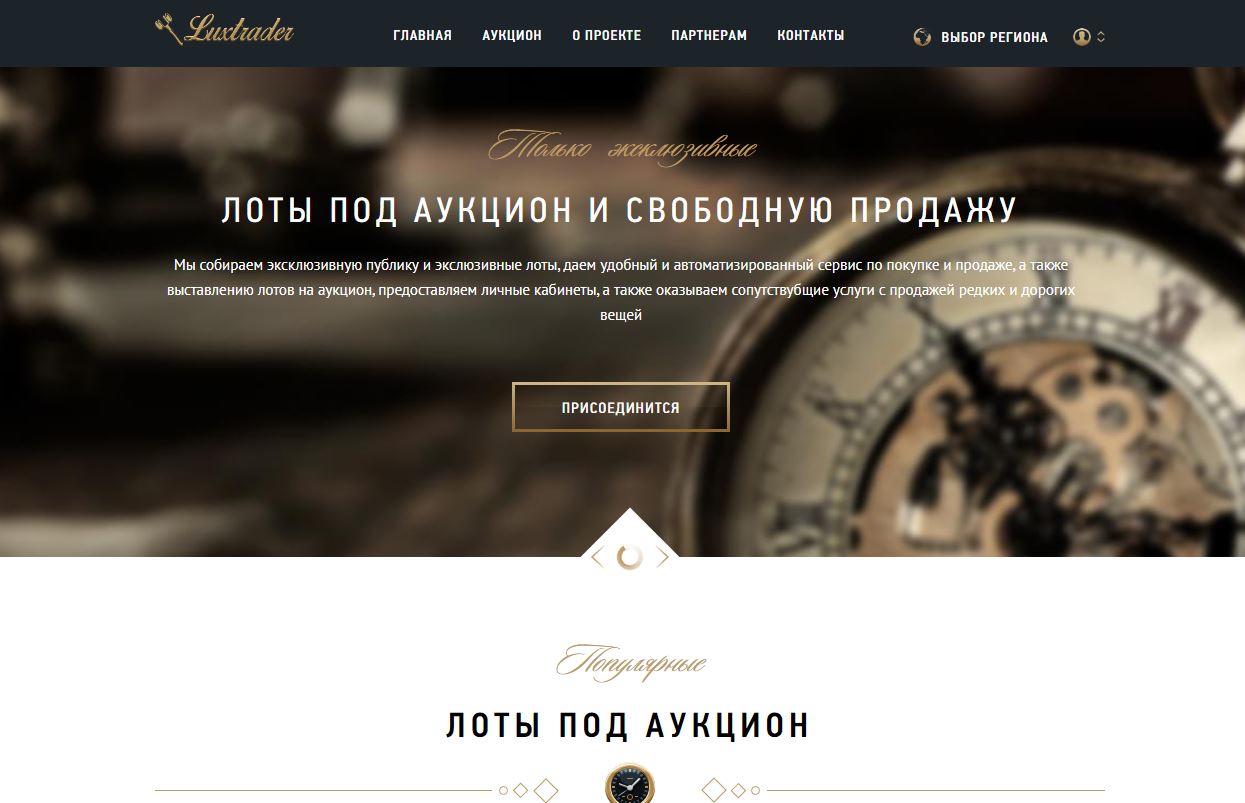 Luxtrader
ГЛАВНАЯ АУКЦИОН О ПРОЕКТЕ ПАРТНЕРАМ КОНТАКТЫ ВЫБОР РЕГИОНА
Только эксклюзивные
ЛОТЫ ПОД АУКЦИОН И СВОБОДНУЮ ПРОДАЖУ
Мы собираем эксклюзивную публику и экслюзивные лоты, даем удобный и автоматизированный сервис по покупке и продаже, а также
выставлению лотов на аукцион, предоставляем личные кабинеты, а также оказываем сопутствубщие услуги с продажей редких и дорогих
вещей
ПРИСОЕДИНИТСЯ
Популярные
ЛОТЫ ПОД АУКЦИОН